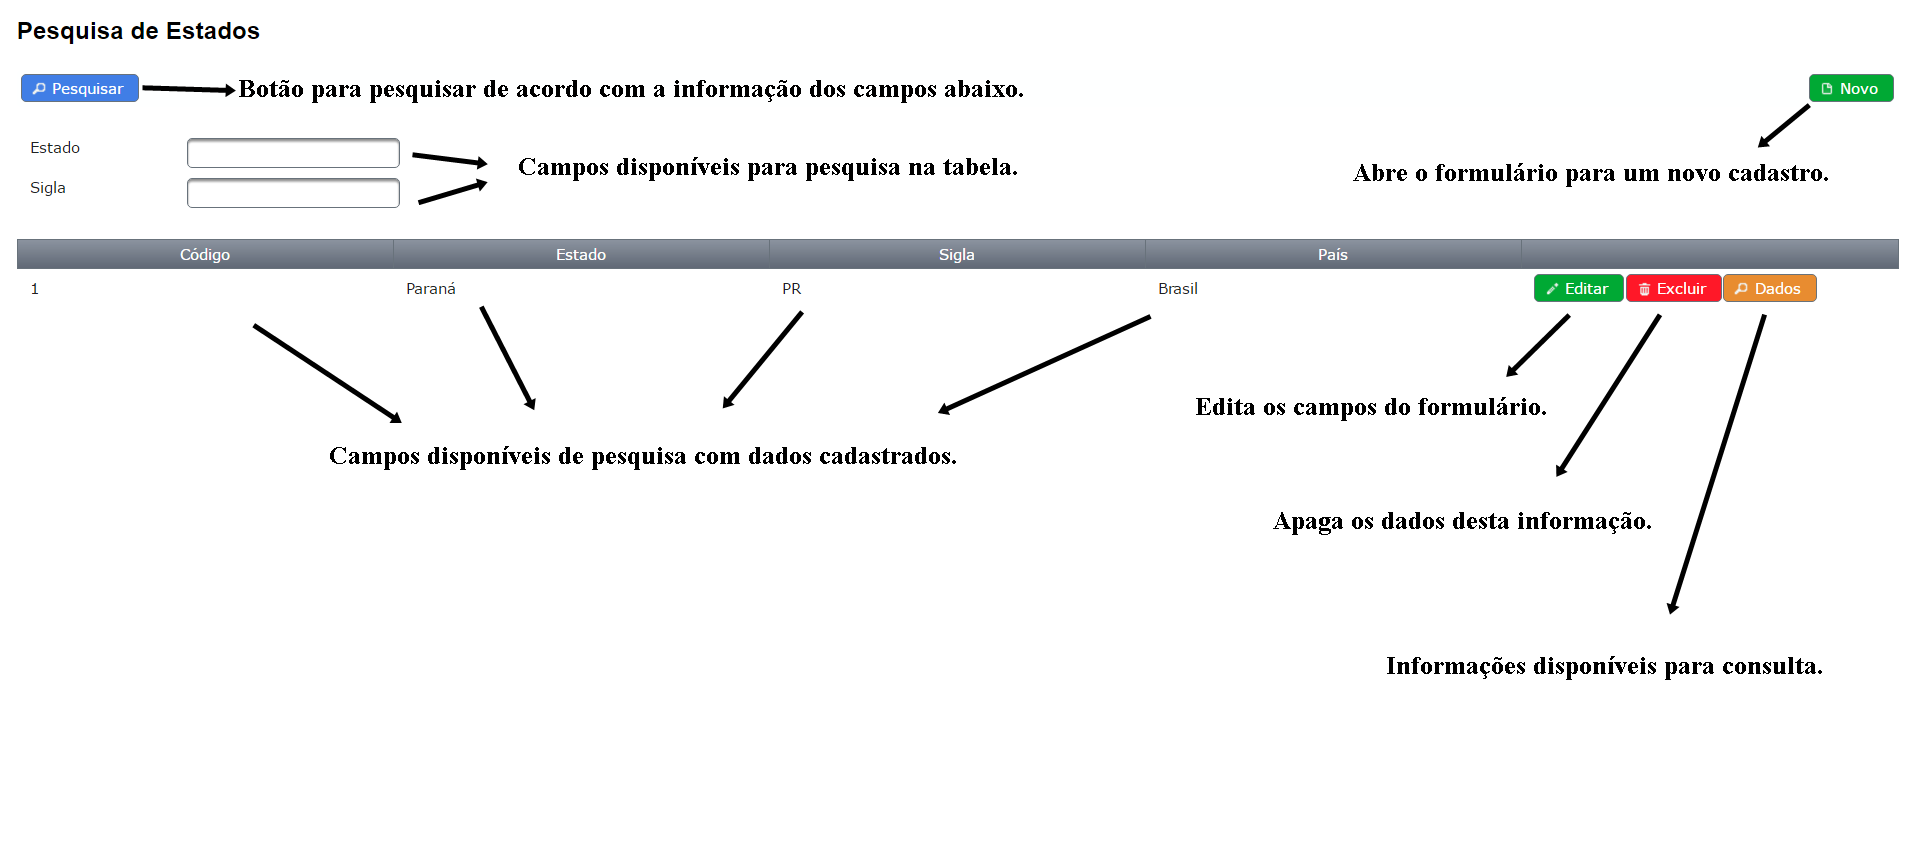 Pesquisa de Estados
Pesquisar
Botão para pesquisar de acordo com a informação dos campos abaixo.
Novo
Estado
Campos disponíveis para pesquisa na tabela.
Abre o formulário para um novo cadastro.
Sigla
Código Estado Sigla País
1 Paraná PR Brasil Editar Excluir Dados
Edita os campos do formulário.
Campos disponíveis de pesquisa com dados cadastrados.
Apaga os dados desta informação.
Informações disponíveis para consulta.